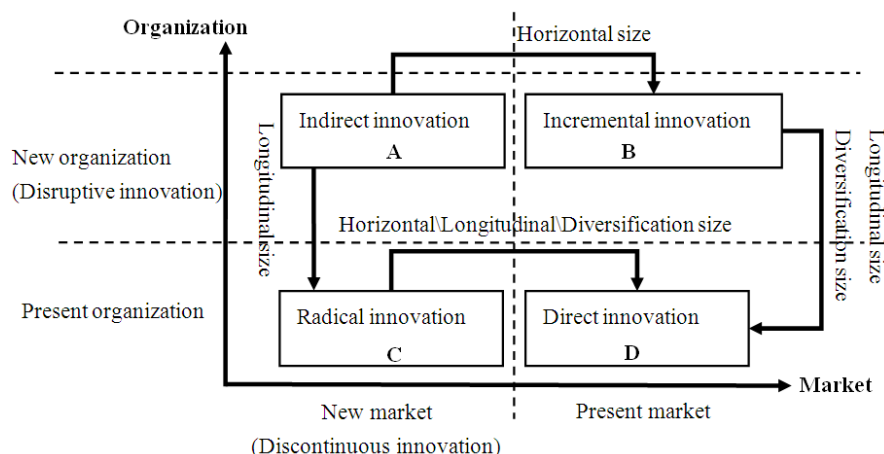 Organization
Horizontal size
Indirect innovation
A
Incremental innovation
B
New organization
(Disruptive innovation)
Longitudinal size
Diversification size
Longitudinal size
Horizontal\Longitudinal\Diversification size
Present organization
Radical innovation
C
Direct innovation
D
Market
New market
(Discontinuous innovation)
Present market